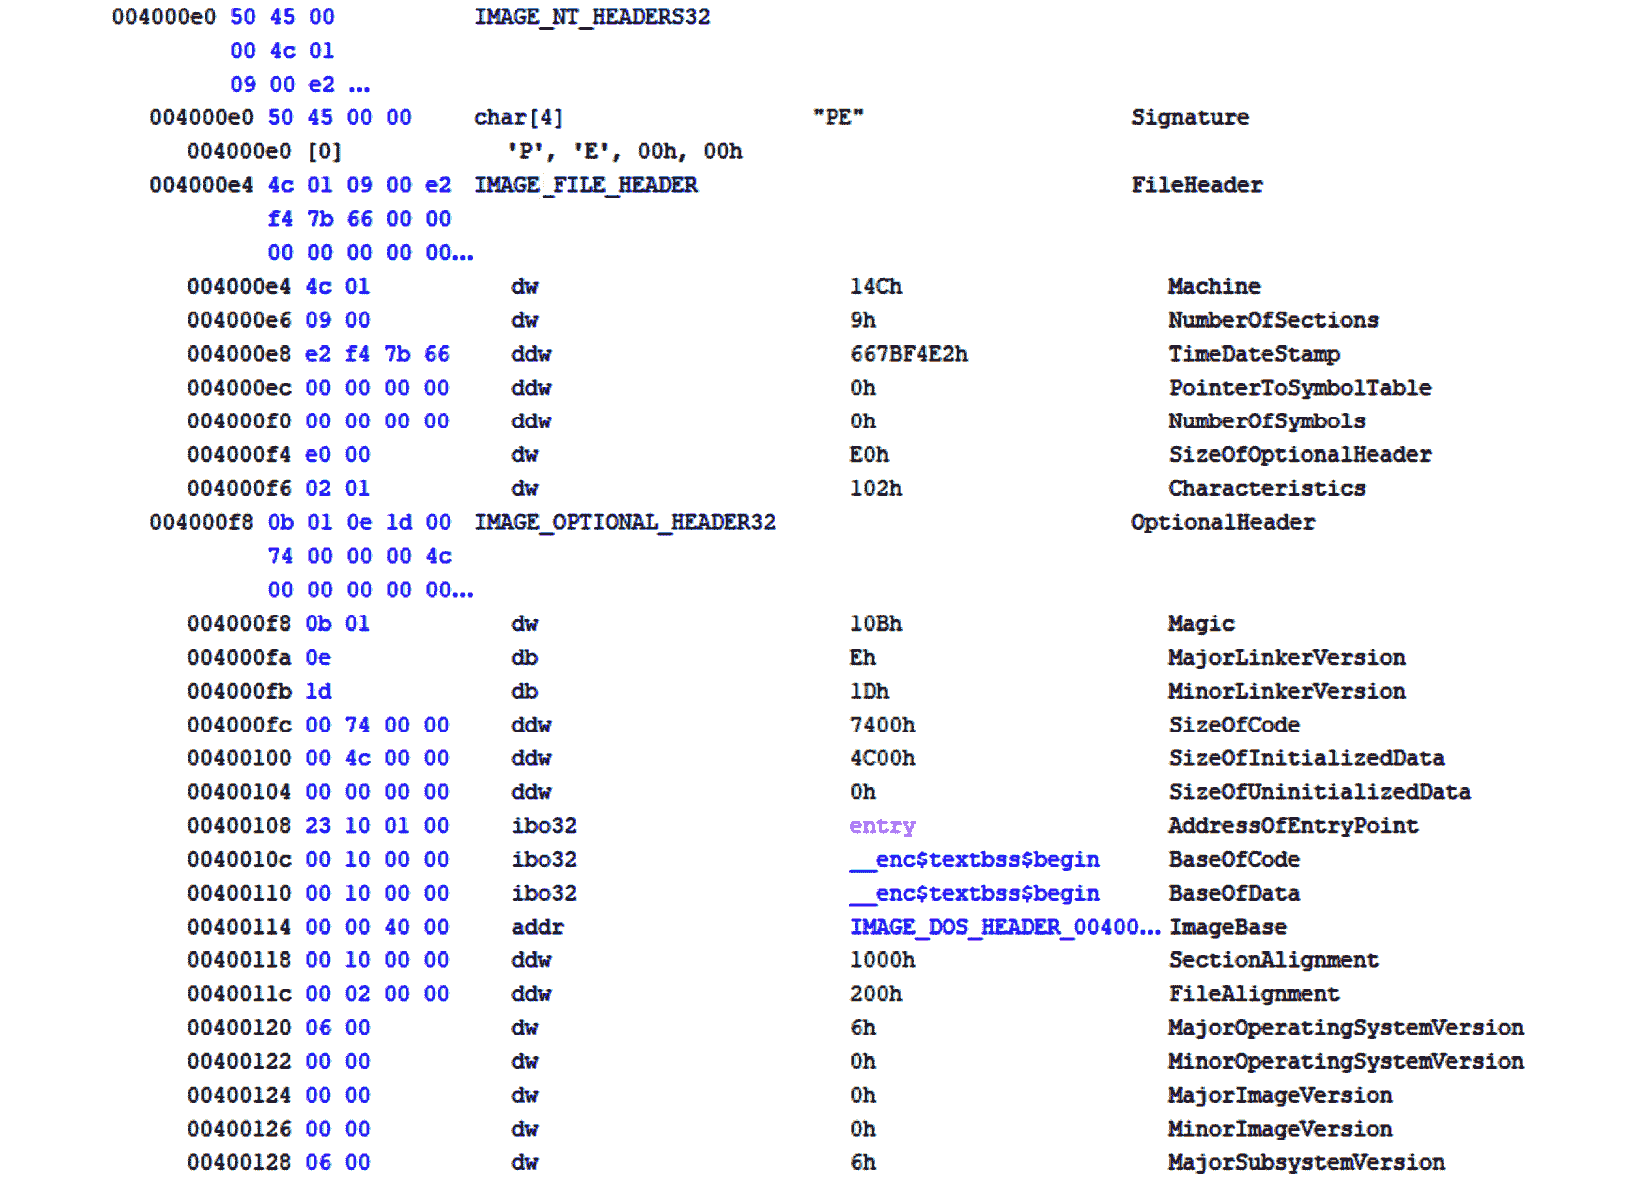 004000e0 50 45 00 IMAGE_NT_HEADERS32
00 4c 01
09 00 e2 ...
004000e0 50 45 00 00 char[4] "PE" Signature
004000e0 [0] 'P', 'E', 00h, 00h
004000e4 4c 01 09 00 e2 IMAGE_FILE_HEADER FileHeader
f4 7b 66 00 00
00 00 00 00 00...
004000e4 4c 01 dw 14Ch Machine
004000e6 09 00 dw 9h NumberOfSections
004000e8 e2 f4 7b 66 ddw 667BF4E2h TimeDateStamp
004000ec 00 00 00 00 ddw 0h PointerToSymbolTable
004000f0 00 00 00 00 ddw 0h NumberOfSymbols
004000f4 e0 00 dw E0h SizeOfOptionalHeader
004000f6 02 01 dw 102h Characteristics
004000f8 0b 01 0e 1d 00 IMAGE_OPTIONAL_HEADER32 OptionalHeader
74 00 00 00 4c
00 00 00 00 00...
004000f8 0b 01 dw 10Bh Magic
004000fa 0e db Eh MajorLinkerVersion
004000fb 1d db 1Dh MinorLinkerVersion
004000fc 00 74 00 00 ddw 7400h SizeOfCode
00400100 00 4c 00 00 ddw 4C00h SizeOfInitializedData
00400104 00 00 00 00 ddw 0h SizeOfUninitializedData
00400108 23 10 01 00 ibo32 entry AddressOfEntryPoint
0040010c 00 10 00 00 ibo32 __enc$textbss$begin BaseOfCode
00400110 00 10 00 00 ibo32 __enc$textbss$begin BaseOfData
00400114 00 00 40 00 addr IMAGE_DOS_HEADER_00400... ImageBase
00400118 00 10 00 00 ddw 1000h SectionAlignment
0040011c 00 02 00 00 ddw 200h FileAlignment
00400120 06 00 dw 6h MajorOperatingSystemVersion
00400122 00 00 dw 0h MinorOperatingSystemVersion
00400124 00 00 dw 0h MajorImageVersion
00400126 00 00 dw 0h MinorImageVersion
00400128 06 00 dw 6h MajorSubsystemVersion